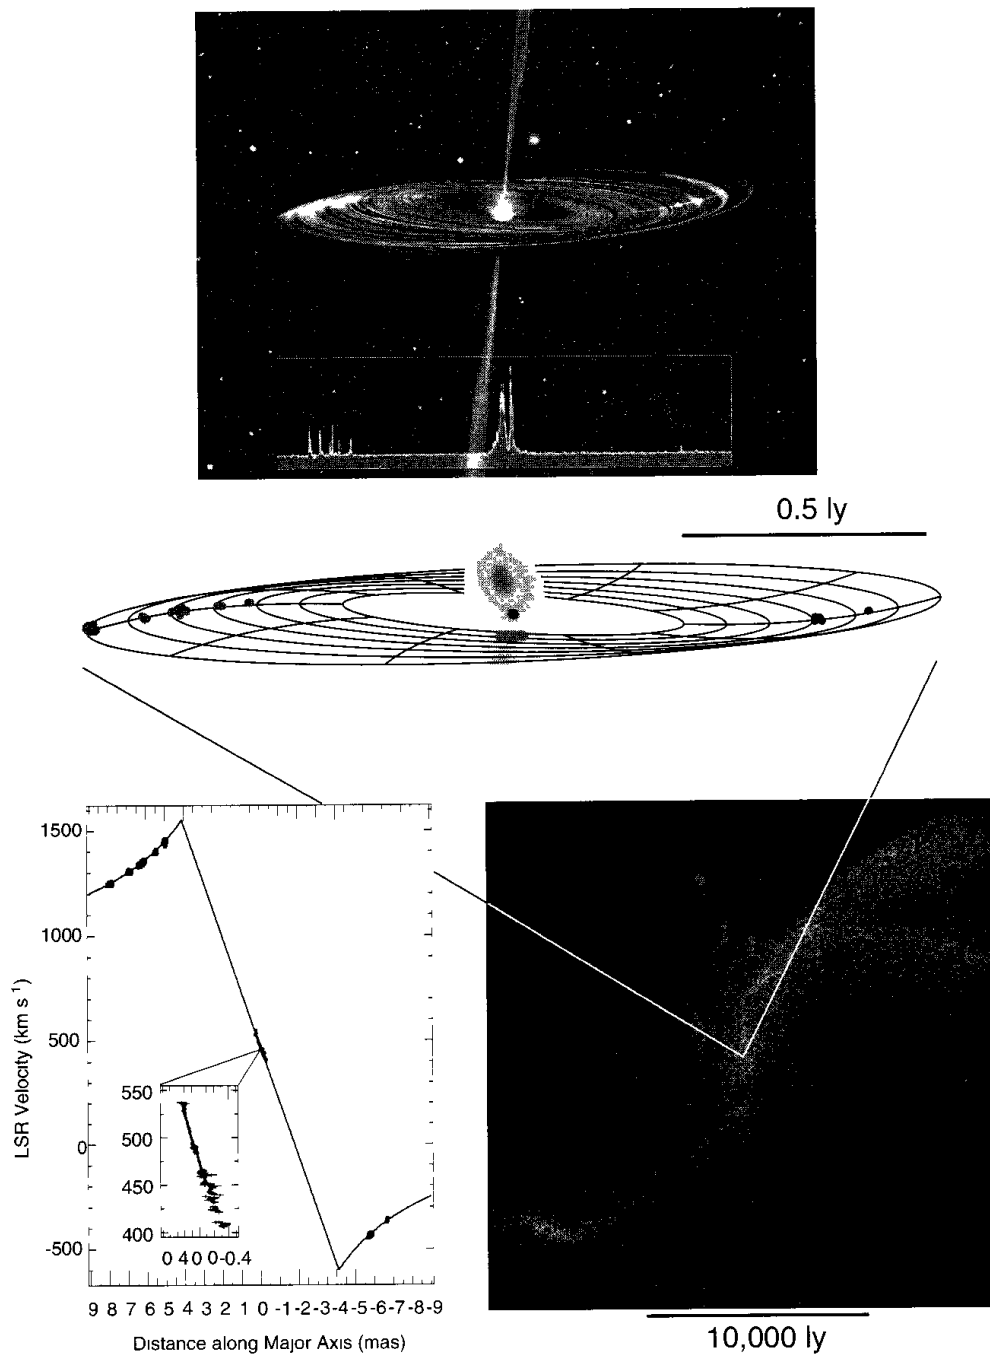 0.5 ly
1500
1000
500
0
-500
LSR Velocity (km s-1)
550
500
450
400
0 4 0 0 0-0.4
9 8 7 6 5 4 3 2 1 0 -1 -2 -3 -4 -5 -6 -7 -8 -9
Distance along Major Axis (mas)
10,000 ly